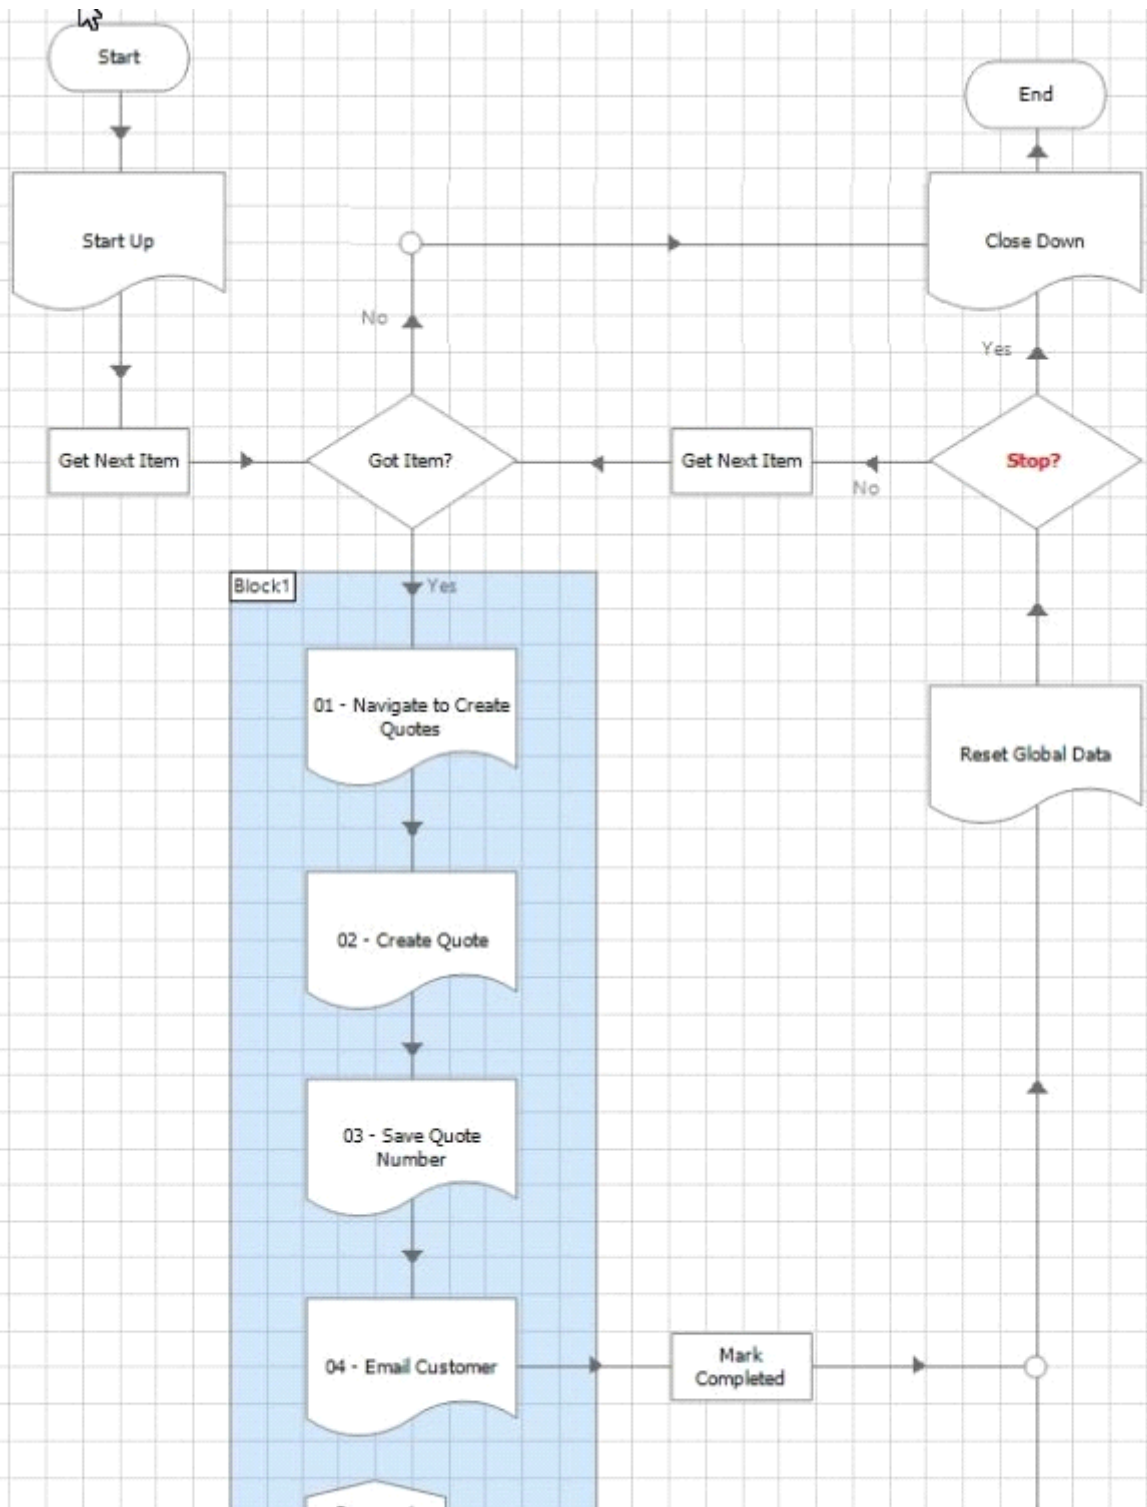 Start
End
Start Up
Close Down
No
Yes
Get Next Item
Got Item?
Get Next Item
Stop?
No
Block1
Yes
01 - Navigate to Create
Quotes
Reset Global Data
02 - Create Quote
03 - Save Quote
Number
04 - Email Customer
Mark
Completed